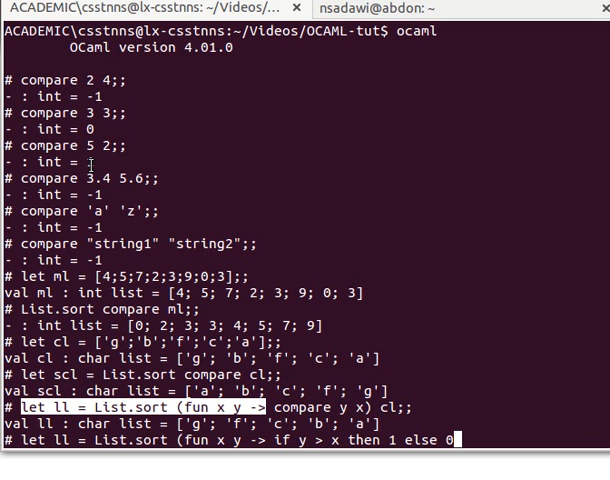 ACADEMIC\csstnns@lx-csstnns: ~/Videos/... × nsadawi@abdon: ~ ×
ACADEMIC\csstnns@lx-csstnns:~/Videos/OCAML-tut$ ocaml
OCaml version 4.01.0
# compare 2 4;;
- : int = -1
# compare 3 3;;
- : int = 0
# compare 5 2;;
- : int =
# compare 3.4 5.6;;
- : int = -1
# compare 'a' 'z';;
- : int = -1
# compare "string1" "string2";;
- : int = -1
# let ml = [4;5;7;2;3;9;0;3];;
val ml : int list = [4; 5; 7; 2; 3; 9; 0; 3]
# List.sort compare ml;;
- : int list = [0; 2; 3; 3; 4; 5; 7; 9]
# let cl = ['g';'b';'f';'c';'a'];;
val cl : char list = ['g'; 'b'; 'f'; 'c'; 'a']
# let scl = List.sort compare cl;;
val scl : char list = ['a'; 'b'; 'c'; 'f'; 'g']
# let ll = List.sort (fun x y -> compare y x) cl;;
val ll : char list = ['g'; 'f'; 'c'; 'b'; 'a']
# let ll = List.sort (fun x y -> if y > x then 1 else 0